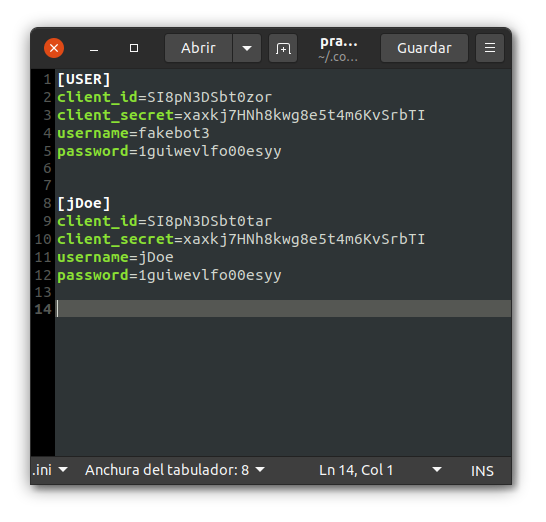 Abrir
pra...
~/.co...
Guardar
1 [USER]
2 client_id=SI8pN3DSbt0zor
3 client_secret=xaxkj7HNh8kwg8e5t4m6KvSrbTI
4 username=fakebot3
5 password=1guiwevlfo00esyy
6
7
8 [jDoe]
9 client_id=SI8pN3DSbt0tar
10 client_secret=xaxkj7HNh8kwg8e5t4m6KvSrbTI
11 username=jDoe
12 password=1guiwevlfo00esyy
13
14
.ini Anchura del tabulador: 8 Ln 14, Col 1 INS